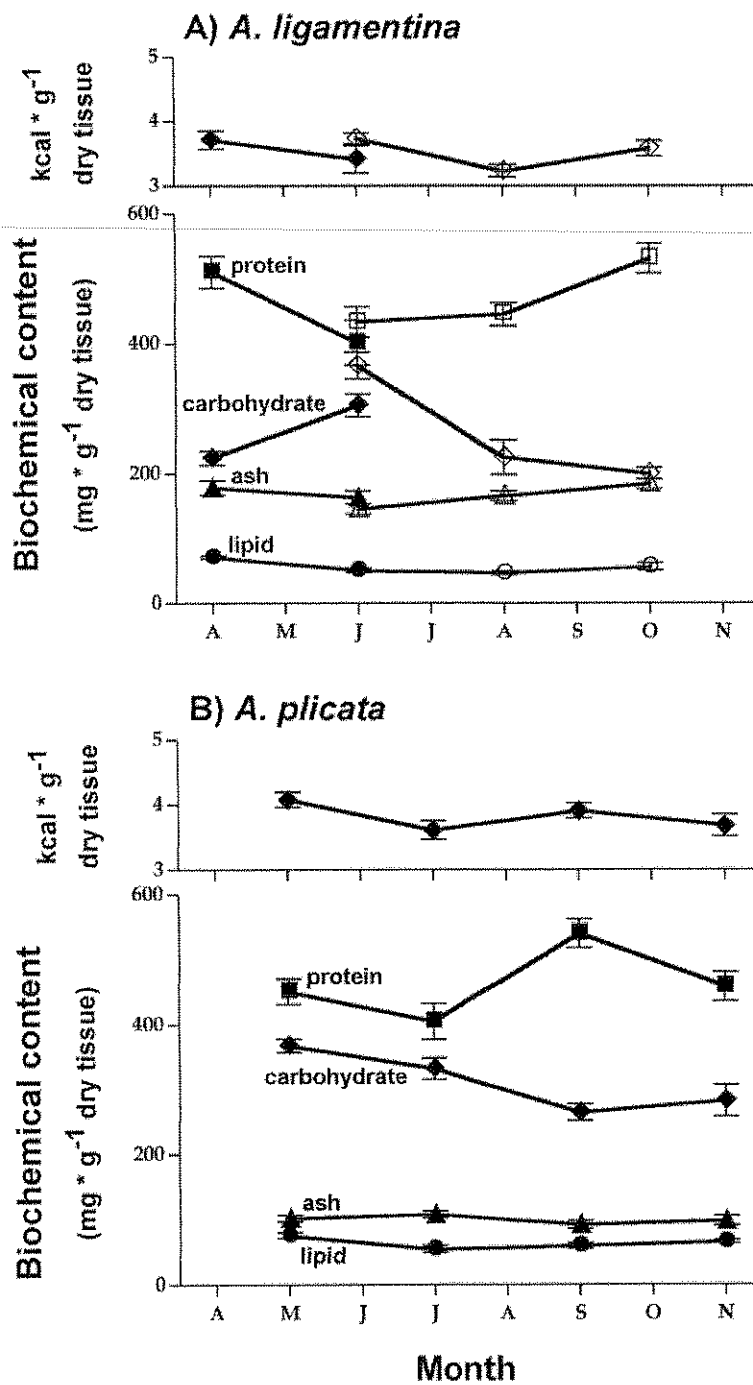 A) A. ligamentina
kcal * g⁻¹
dry tissue
5
4
3
Biochemical content
(mg * g⁻¹ dry tissue)
600
400
200
0
protein
carbohydrate
ash
lipid
A M J J A S O N
B) A. plicata
kcal * g⁻¹
dry tissue
5
4
3
Biochemical content
(mg * g⁻¹ dry tissue)
600
400
200
0
protein
carbohydrate
ash
lipid
A M J J A S O N
Month